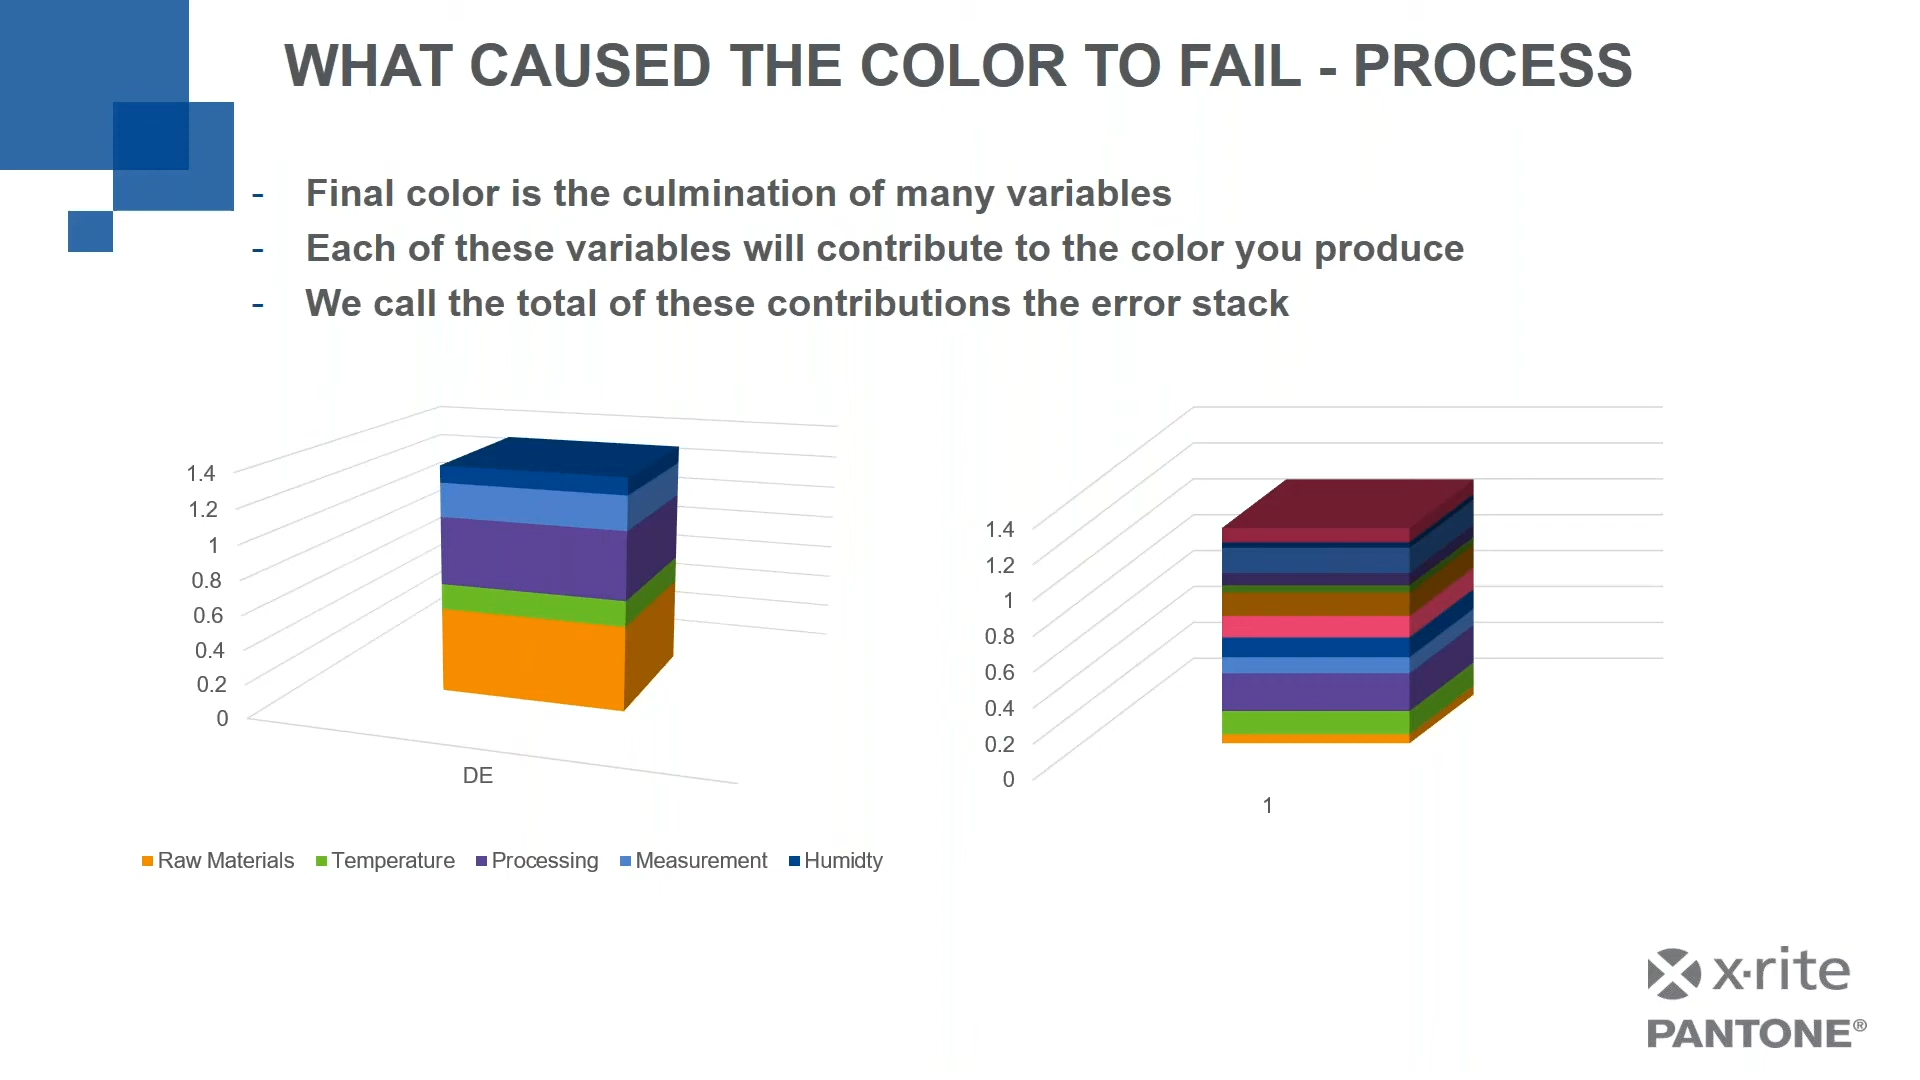 WHAT CAUSED THE COLOR TO FAIL - PROCESS
- Final color is the culmination of many variables
- Each of these variables will contribute to the color you produce
- We call the total of these contributions the error stack
1.4
1.2
1
0.8
0.6
0.4
0.2
0
DE
Raw Materials Temperature Processing Measurement Humidty
1.4
1.2
1
0.8
0.6
0.4
0.2
0
1
x·rite
PANTONE®